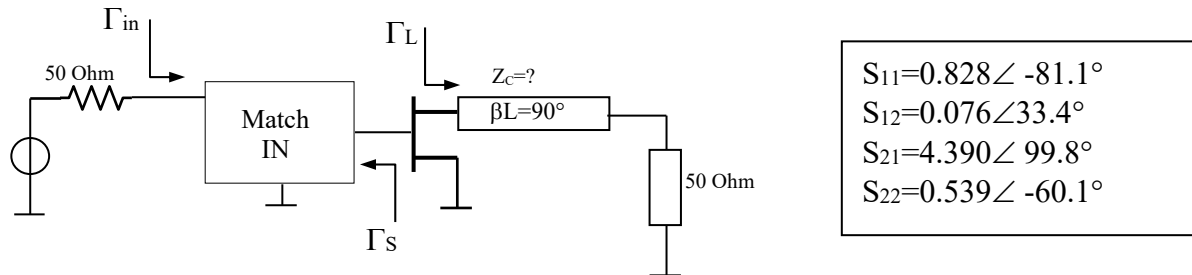 Γin
50 Ohm
Match
IN
ΓS
ΓL
ZC=?
βL=90°
50 Ohm
S11=0.828∠ -81.1°
S12=0.076∠33.4°
S21=4.390∠ 99.8°
S22=0.539∠ -60.1°